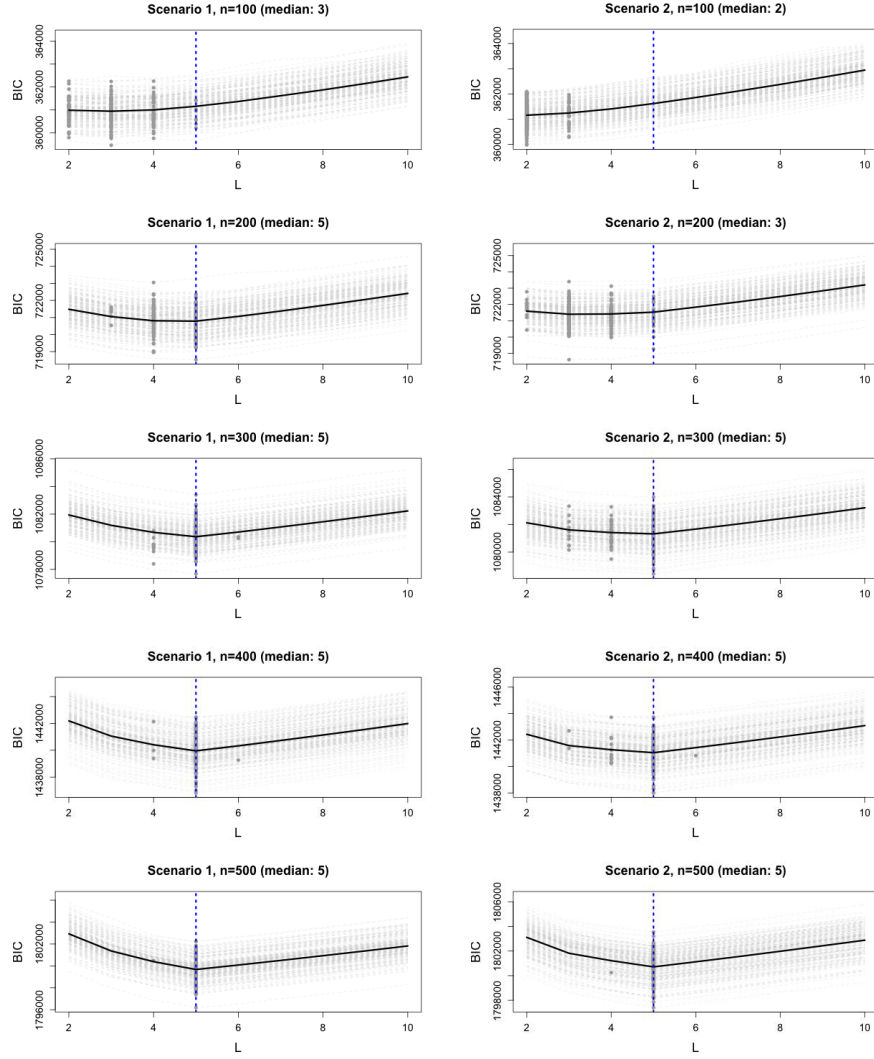 Scenario 1, n=100 (median: 3)
BIC
364000
362000
360000
2 4 6 8 10
L
Scenario 2, n=100 (median: 2)
BIC
364000
362000
360000
2 4 6 8 10
L
Scenario 1, n=200 (median: 5)
BIC
725000
722000
719000
2 4 6 8 10
L
Scenario 2, n=200 (median: 3)
BIC
725000
722000
719000
2 4 6 8 10
L
Scenario 1, n=300 (median: 5)
BIC
1086000
1082000
1078000
2 4 6 8 10
L
Scenario 2, n=300 (median: 5)
BIC
1084000
1080000
2 4 6 8 10
L
Scenario 1, n=400 (median: 5)
BIC
1442000
1438000
2 4 6 8 10
L
Scenario 2, n=400 (median: 5)
BIC
1446000
1442000
1438000
2 4 6 8 10
L
Scenario 1, n=500 (median: 5)
BIC
1802000
1796000
2 4 6 8 10
L
Scenario 2, n=500 (median: 5)
BIC
1806000
1802000
1798000
2 4 6 8 10
L